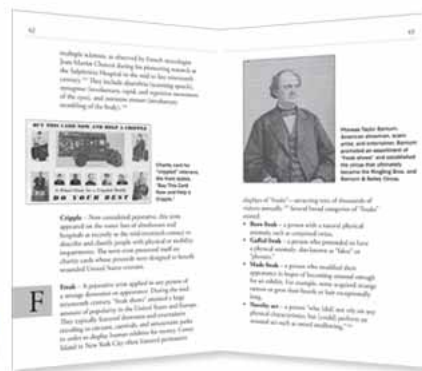 62
multiple sclerosis, as observed by French neurologist
Jean-Martin Charcot during his pioneering research at
the Salpêtrière Hospital in the mid to late nineteenth
century. They include dysarthria (scanning speech),
nystagmus (involuntary, rapid, and repetitive movement
of the eyes), and intention tremor (involuntary
trembling of the body).
BUY THIS CARD NOW AND HELP A CRIPPLE
DO YOUR BEST
Charity card for
"crippled" veterans,
the front states,
"Buy This Card
Now and Help a
Cripple."
Cripple – Now considered pejorative, this term
appeared on the outer lips of almshouses and
hospitals as recently as the mid-twentieth century to
describe and classify people with physical or mobility
impairments. The term even presented itself on
charity cards whose proceeds were designed to benefit
wounded United States veterans.
F
Freak – A pejorative term applied to any person of
a strange demeanor or appearance. During the mid-
nineteenth century, "freak shows" attained a large
amount of popularity in the United States and Europe.
They typically featured showmen and entertainers
traveling to circuses, carnivals, and amusement parks
in order to display human oddities for money. Coney
Island in New York City often featured permanent
63
Phineas Taylor Barnum,
American showman, scam
artist, and entertainer. Barnum
promoted an assortment of
"freak shows" and established
the circus that ultimately
became the Ringling Bros. and
Barnum & Bailey Circus.
displays of "freaks" – attracting tens of thousands of
visitors annually. Several broad categories of "freaks"
existed:
• Born freak – a person with a natural physical
anomaly, such as conjoined twins.
• Gaffed freak – a person who pretended to have
a physical anomaly, also known as "fakes" or
"phonies."
• Made freak – a person who modified their
appearance in hopes of becoming unusual enough
for an exhibit. For example, some acquired strange
tattoos or grew their beards or hair exceptionally
long.
• Novelty act – a person "who [did] not rely on any
physical characteristic but [could] perform an
unusual act such as sword swallowing."